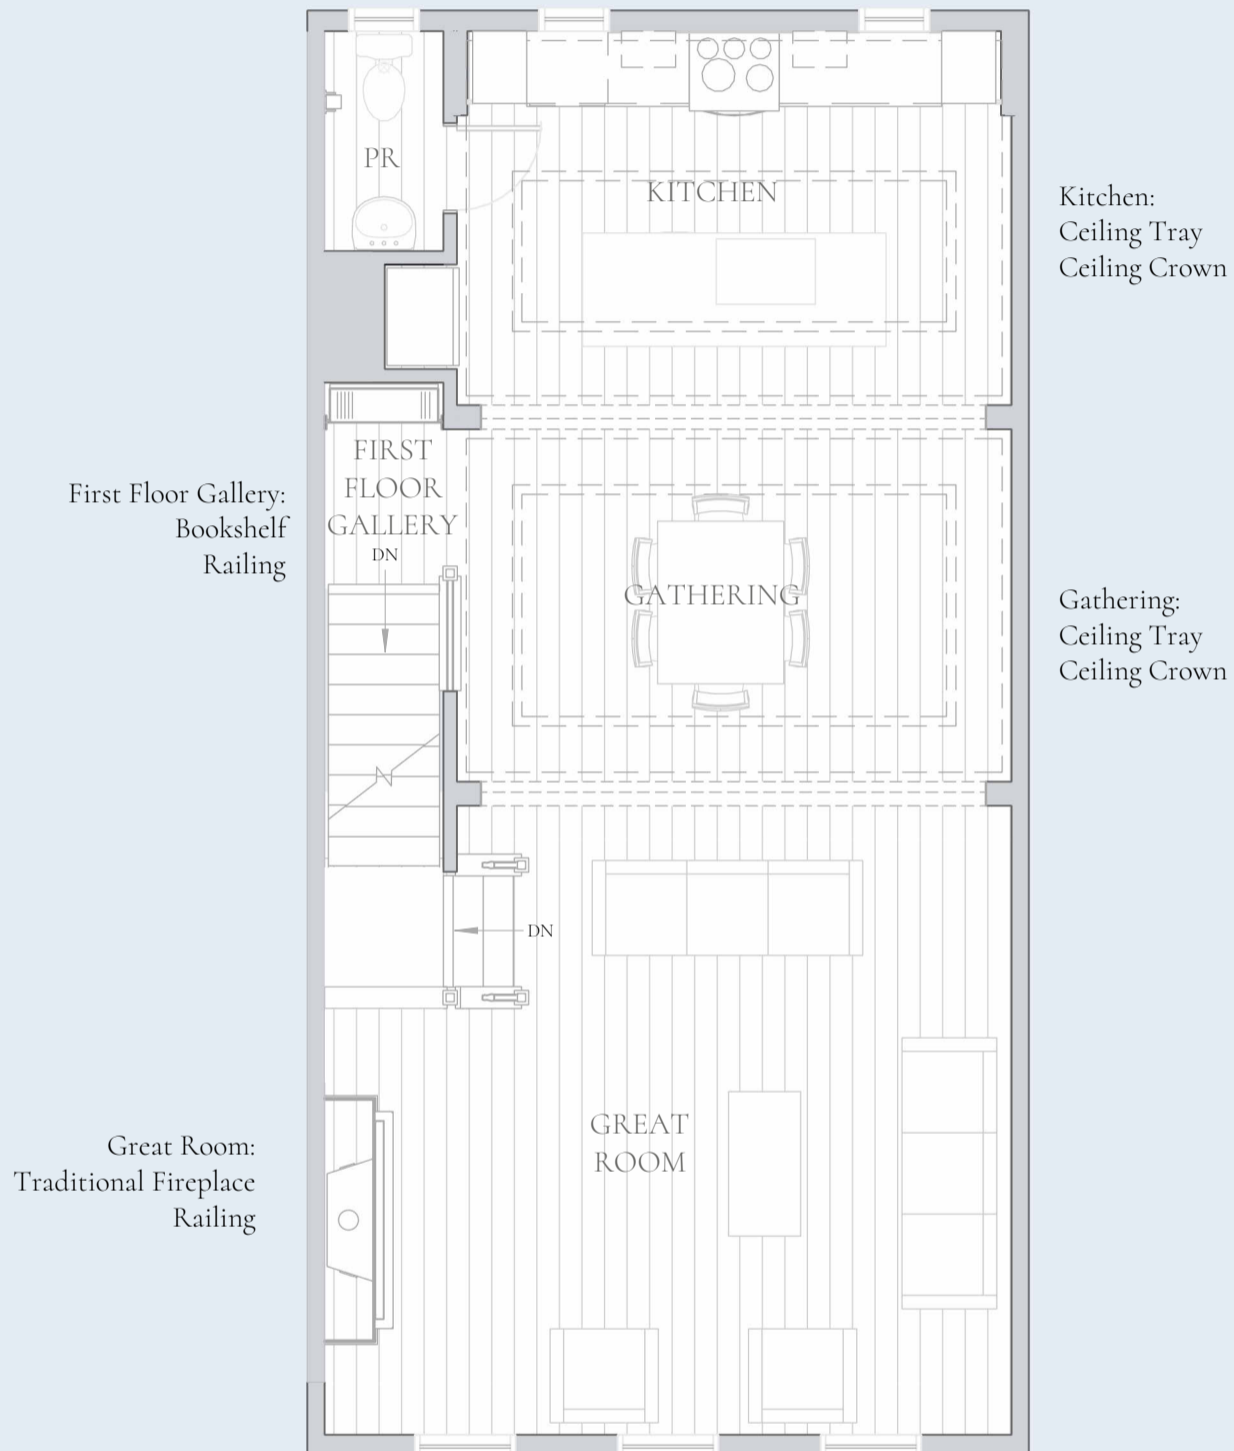 PR
KITCHEN
Kitchen:
Ceiling Tray
Ceiling Crown
FIRST
FLOOR
GALLERY
DN
First Floor Gallery:
Bookshelf
Railing
GATHERING
Gathering:
Ceiling Tray
Ceiling Crown
DN
GREAT
ROOM
Great Room:
Traditional Fireplace
Railing